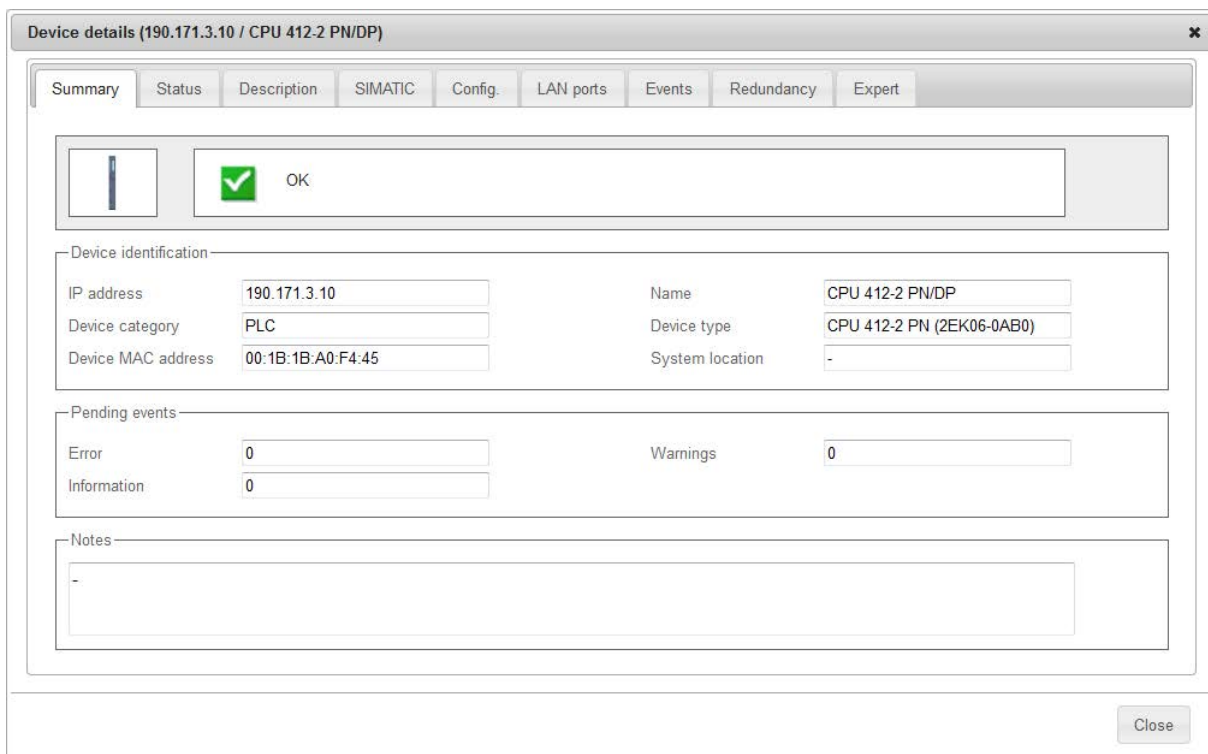 Device details (190.171.3.10 / CPU 412-2 PN/DP)
Summary Status Description SIMATIC Config. LAN ports Events Redundancy Expert
OK
Device identification
IP address 190.171.3.10 Name CPU 412-2 PN/DP
Device category PLC Device type CPU 412-2 PN (2EK06-0AB0)
Device MAC address 00:1B:1B:A0:F4:45 System location -
Pending events
Error 0 Warnings 0
Information 0
Notes
-
Close